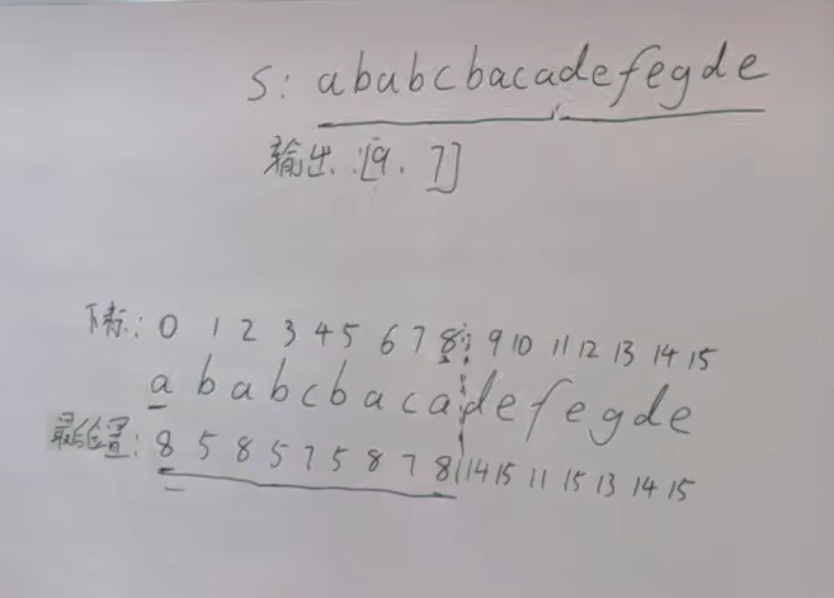 S: ababcbacadefegde
输出:[9, 7]
下标: 0 1 2 3 4 5 6 7 8 9 10 11 12 13 14 15
a b a b c b a c a d e f e g d e
最后位置: 8 5 8 5 7 5 8 7 8 14 15 11 15 13 14 15